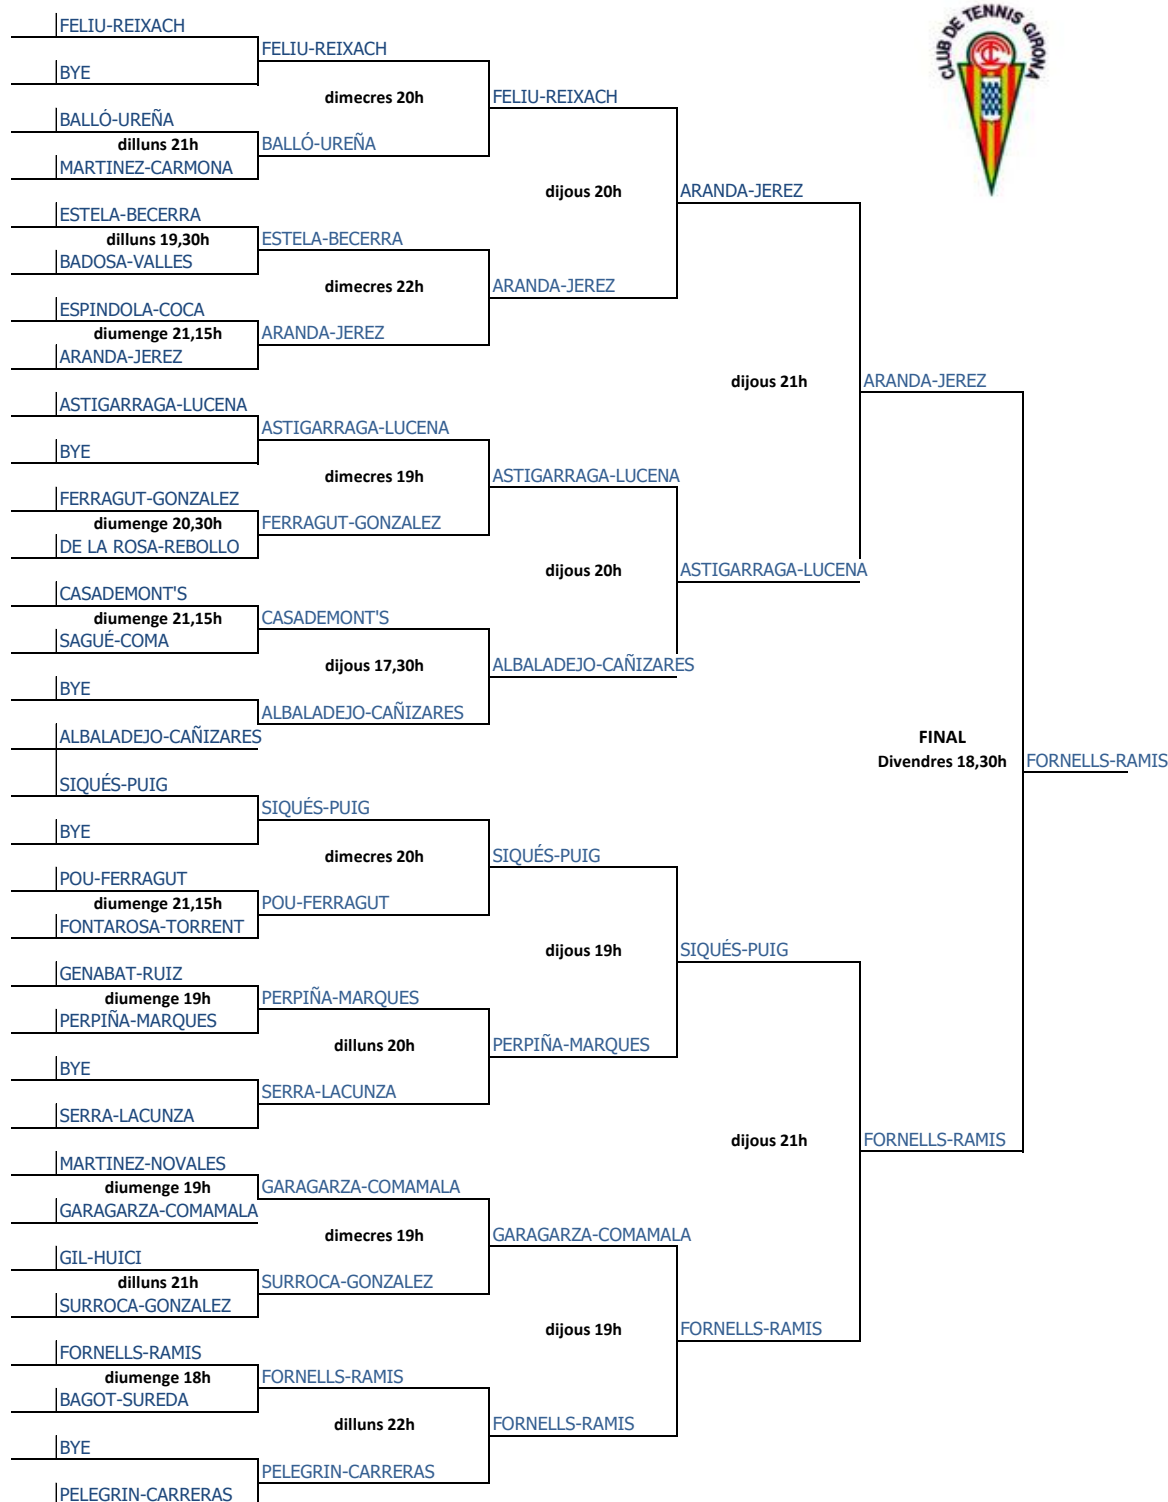 CLUB DE TENNIS GIRONA
FELIU-REIXACH
FELIU-REIXACH
BYE
dimecres 20h
FELIU-REIXACH
BALLÓ-UREÑA
dilluns 21h
BALLÓ-UREÑA
MARTINEZ-CARMONA
dijous 20h
ARANDA-JEREZ
ESTELA-BECERRA
dilluns 19,30h
ESTELA-BECERRA
BADOSA-VALLES
dimecres 22h
ARANDA-JEREZ
ESPINDOLA-COCA
diumenge 21,15h
ARANDA-JEREZ
ARANDA-JEREZ
dijous 21h
ARANDA-JEREZ
ASTIGARRAGA-LUCENA
ASTIGARRAGA-LUCENA
BYE
dimecres 19h
ASTIGARRAGA-LUCENA
FERRAGUT-GONZALEZ
diumenge 20,30h
FERRAGUT-GONZALEZ
DE LA ROSA-REBOLLO
dijous 20h
ASTIGARRAGA-LUCENA
CASADEMONT'S
diumenge 21,15h
CASADEMONT'S
SAGUÉ-COMA
dijous 17,30h
ALBALADEJO-CAÑIZARES
BYE
ALBALADEJO-CAÑIZARES
ALBALADEJO-CAÑIZARES
FINAL
Divendres 18,30h
FORNELLS-RAMIS
SIQUÉS-PUIG
SIQUÉS-PUIG
BYE
dimecres 20h
SIQUÉS-PUIG
POU-FERRAGUT
diumenge 21,15h
POU-FERRAGUT
FONTAROSA-TORRENT
dijous 19h
SIQUÉS-PUIG
GENABAT-RUIZ
diumenge 19h
PERPIÑA-MARQUES
PERPIÑA-MARQUES
dilluns 20h
PERPIÑA-MARQUES
BYE
SERRA-LACUNZA
SERRA-LACUNZA
dijous 21h
FORNELLS-RAMIS
MARTINEZ-NOVALES
diumenge 19h
GARAGARZA-COMAMALA
GARAGARZA-COMAMALA
dimecres 19h
GARAGARZA-COMAMALA
GIL-HUICI
dilluns 21h
SURROCA-GONZALEZ
SURROCA-GONZALEZ
dijous 19h
FORNELLS-RAMIS
FORNELLS-RAMIS
diumenge 18h
FORNELLS-RAMIS
BAGOT-SUREDA
dilluns 22h
FORNELLS-RAMIS
BYE
PELEGRIN-CARRERAS
PELEGRIN-CARRERAS